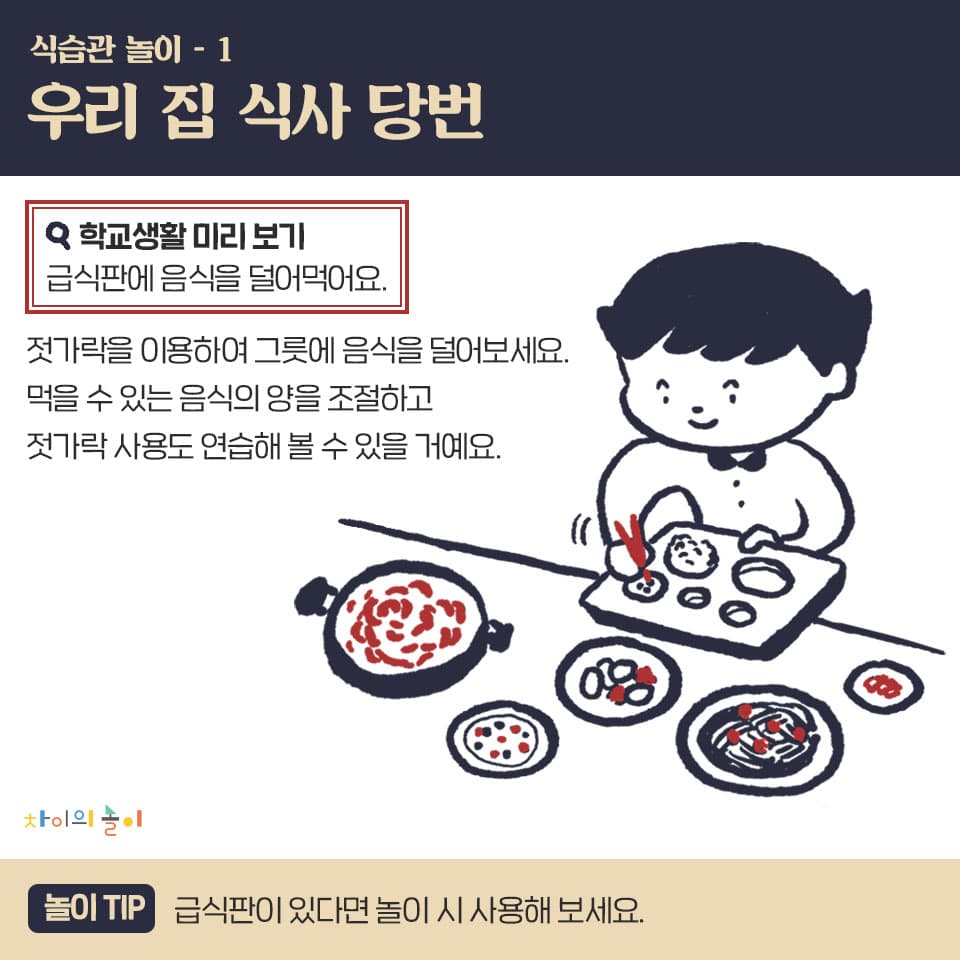 식습관 놀이 - 1
우리 집 식사 당번
학교생활 미리 보기
급식판에 음식을 덜어먹어요.
젓가락을 이용하여 그릇에 음식을 덜어보세요.
먹을 수 있는 음식의 양을 조절하고
젓가락 사용도 연습해 볼 수 있을 거예요.
차이의 놀이
놀이 TIP 급식판이 있다면 놀이 시 사용해 보세요.